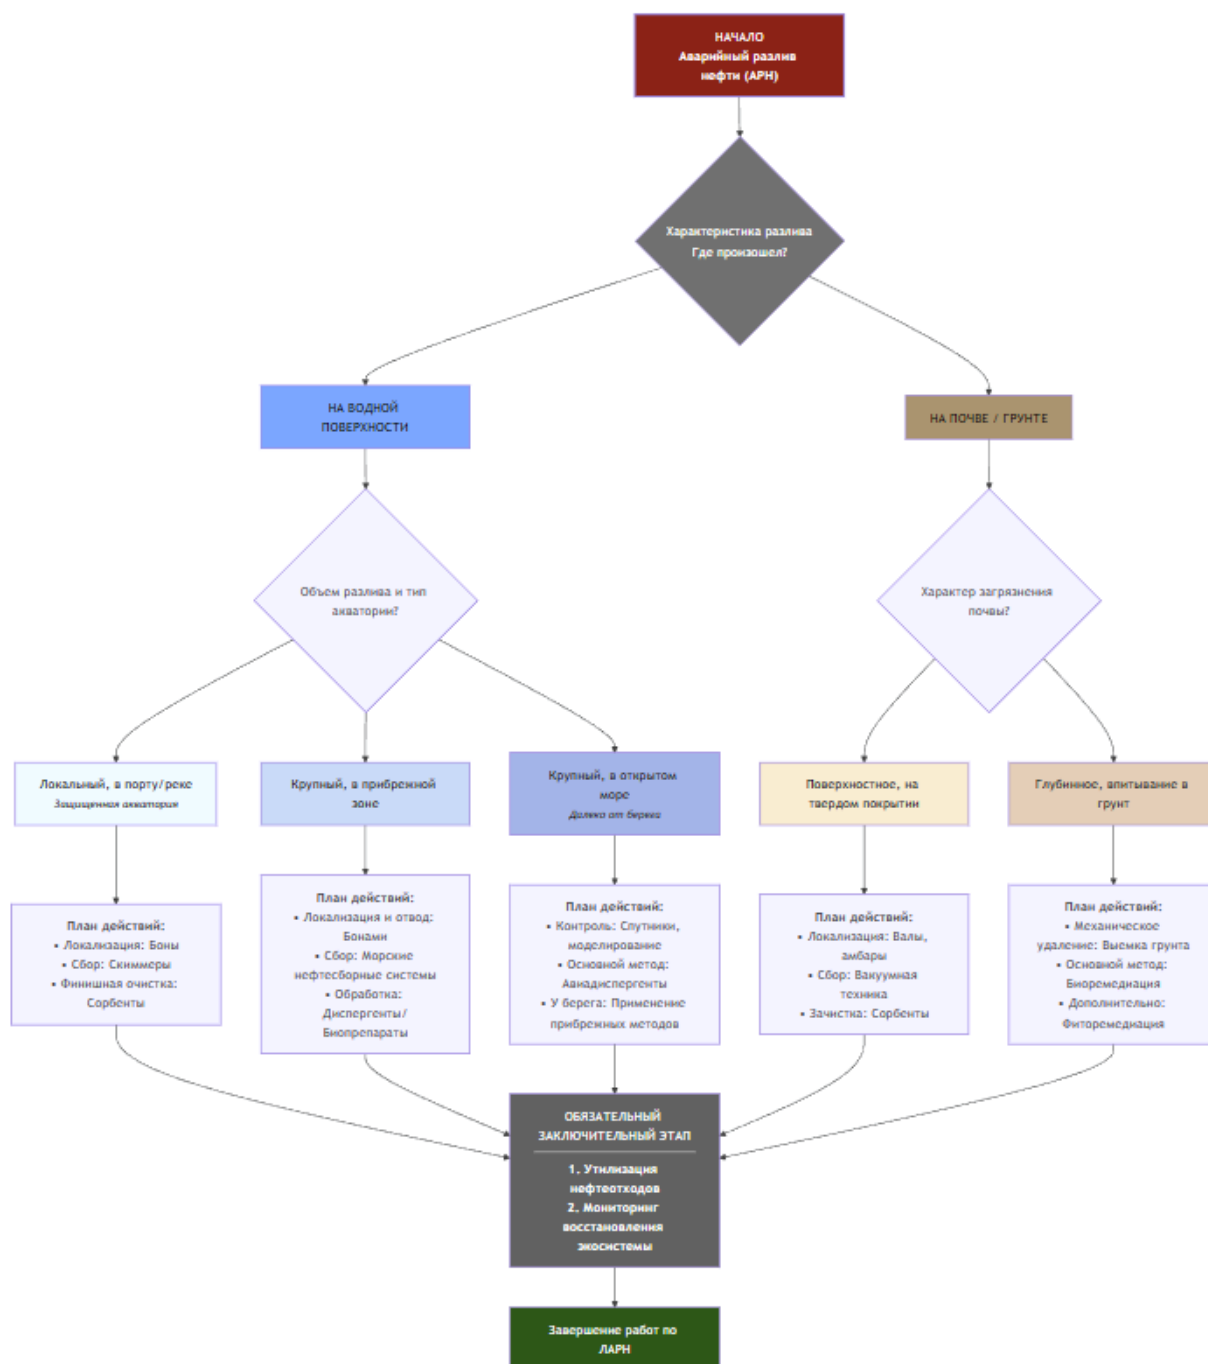 НАЧАЛО
Аварийный разлив
нефти (АРН)
Характеристика разлива
Где произошел?
НА ВОДНОЙ
ПОВЕРХНОСТИ
НА ПОЧВЕ / ГРУНТЕ
Объем разлива и тип
акватории?
Характер загрязнения
почвы?
Локальный, в порту/реке
Защищенная акватория
Крупный, в прибрежной
зоне
Крупный, в открытом
море
Далеко от берега
Поверхностное, на
твердом покрытии
Глубинное, впитывание в
грунт
План действий:
▪ Локализация: Боны
▪ Сбор: Скиммеры
▪ Финишная очистка:
Сорбенты
План действий:
▪ Локализация и отвод:
Бонами
▪ Сбор: Морские
нефтесборные системы
▪ Обработка:
Диспергенты/
Биопрепараты
План действий:
▪ Контроль: Спутники,
моделирование
▪ Основной метод:
Авиадиспергенты
▪ У берега: Применение
прибрежных методов
План действий:
▪ Локализация: Валы,
амбары
▪ Сбор: Вакуумная
техника
▪ Зачистка: Сорбенты
План действий:
▪ Механическое
удаление: Выемка грунта
▪ Основной метод:
Биоремедиация
▪ Дополнительно:
Фиторемедиация
ОБЯЗАТЕЛЬНЫЙ
ЗАКЛЮЧИТЕЛЬНЫЙ ЭТАП
1. Утилизация
нефтеотходов
2. Мониторинг
восстановления
экосистемы
Завершение работ по
ЛАРН